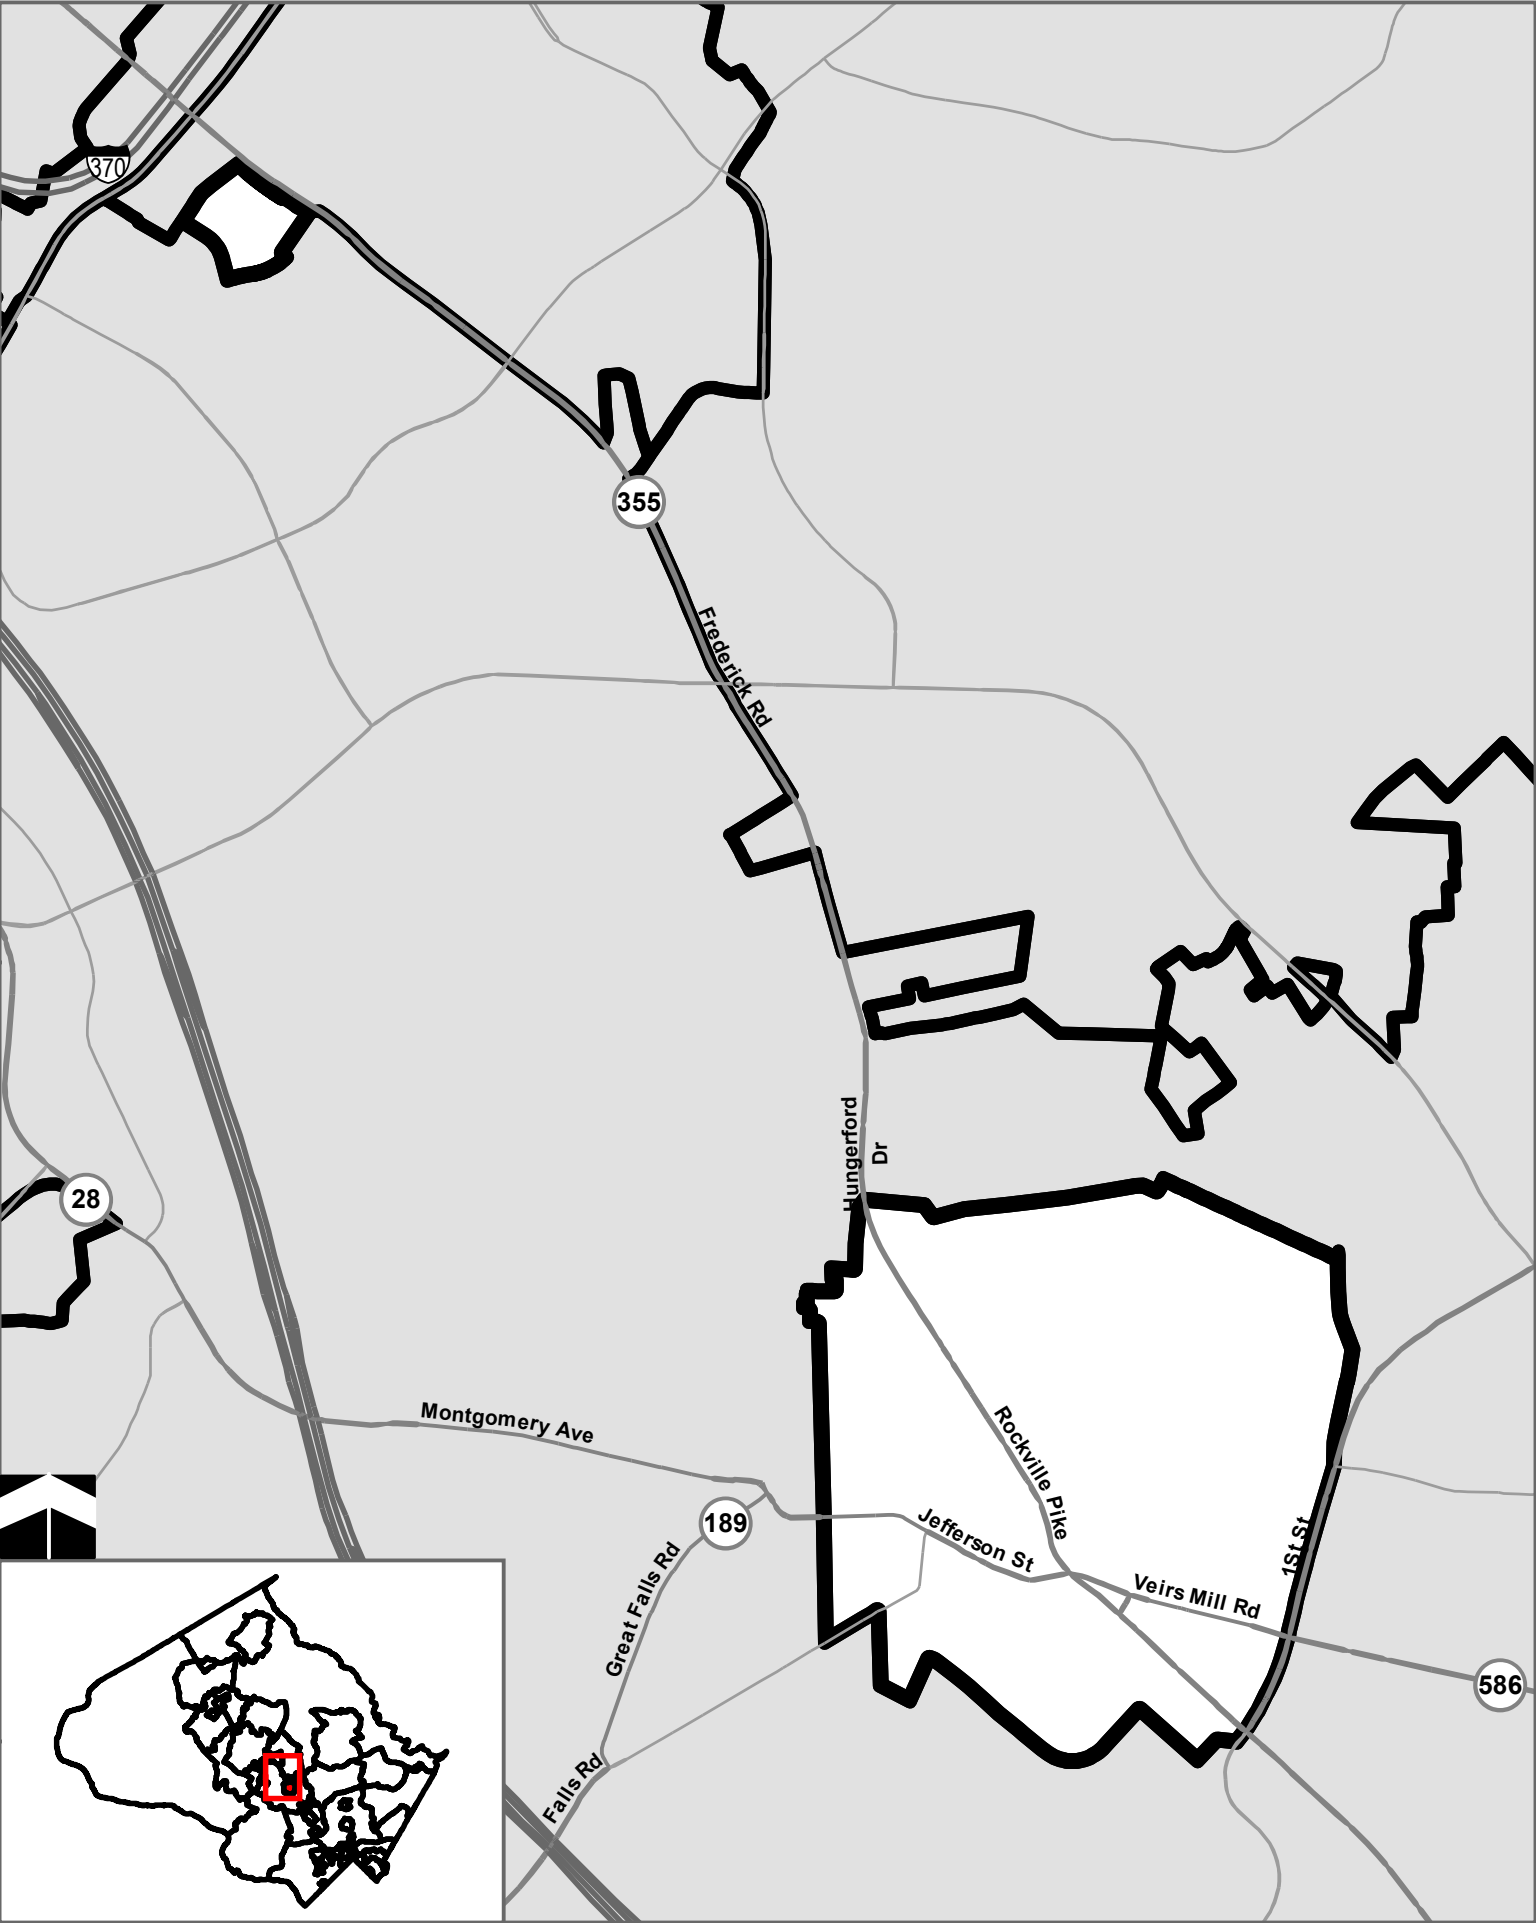 370
355
Frederick Rd
Hungerford
Dr
28
Montgomery Ave
189
Rockville Pike
Jefferson St
1St St
Great Falls Rd
Veirs Mill Rd
586
Falls Rd